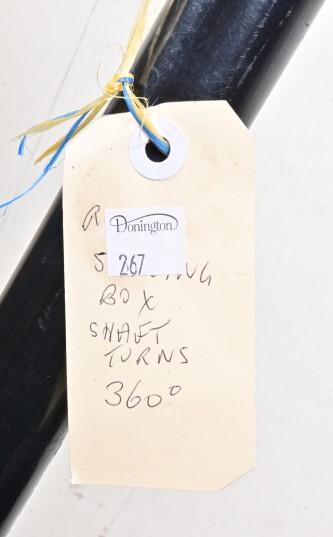 Donington
267
BOX
SHAFT
TURNS
360°